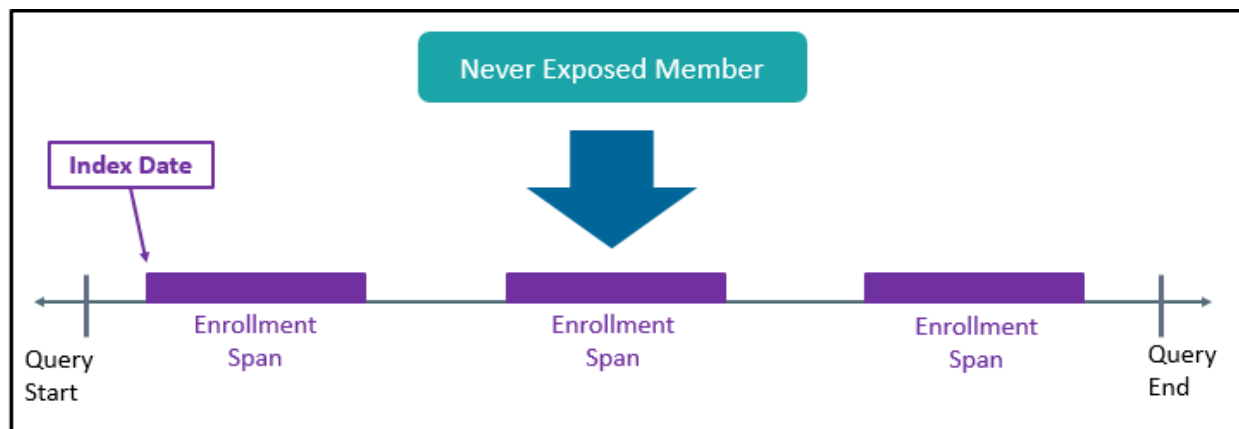 Never Exposed Member
Index Date
Enrollment
Span
Enrollment
Span
Enrollment
Span
Query
Start
Query
End